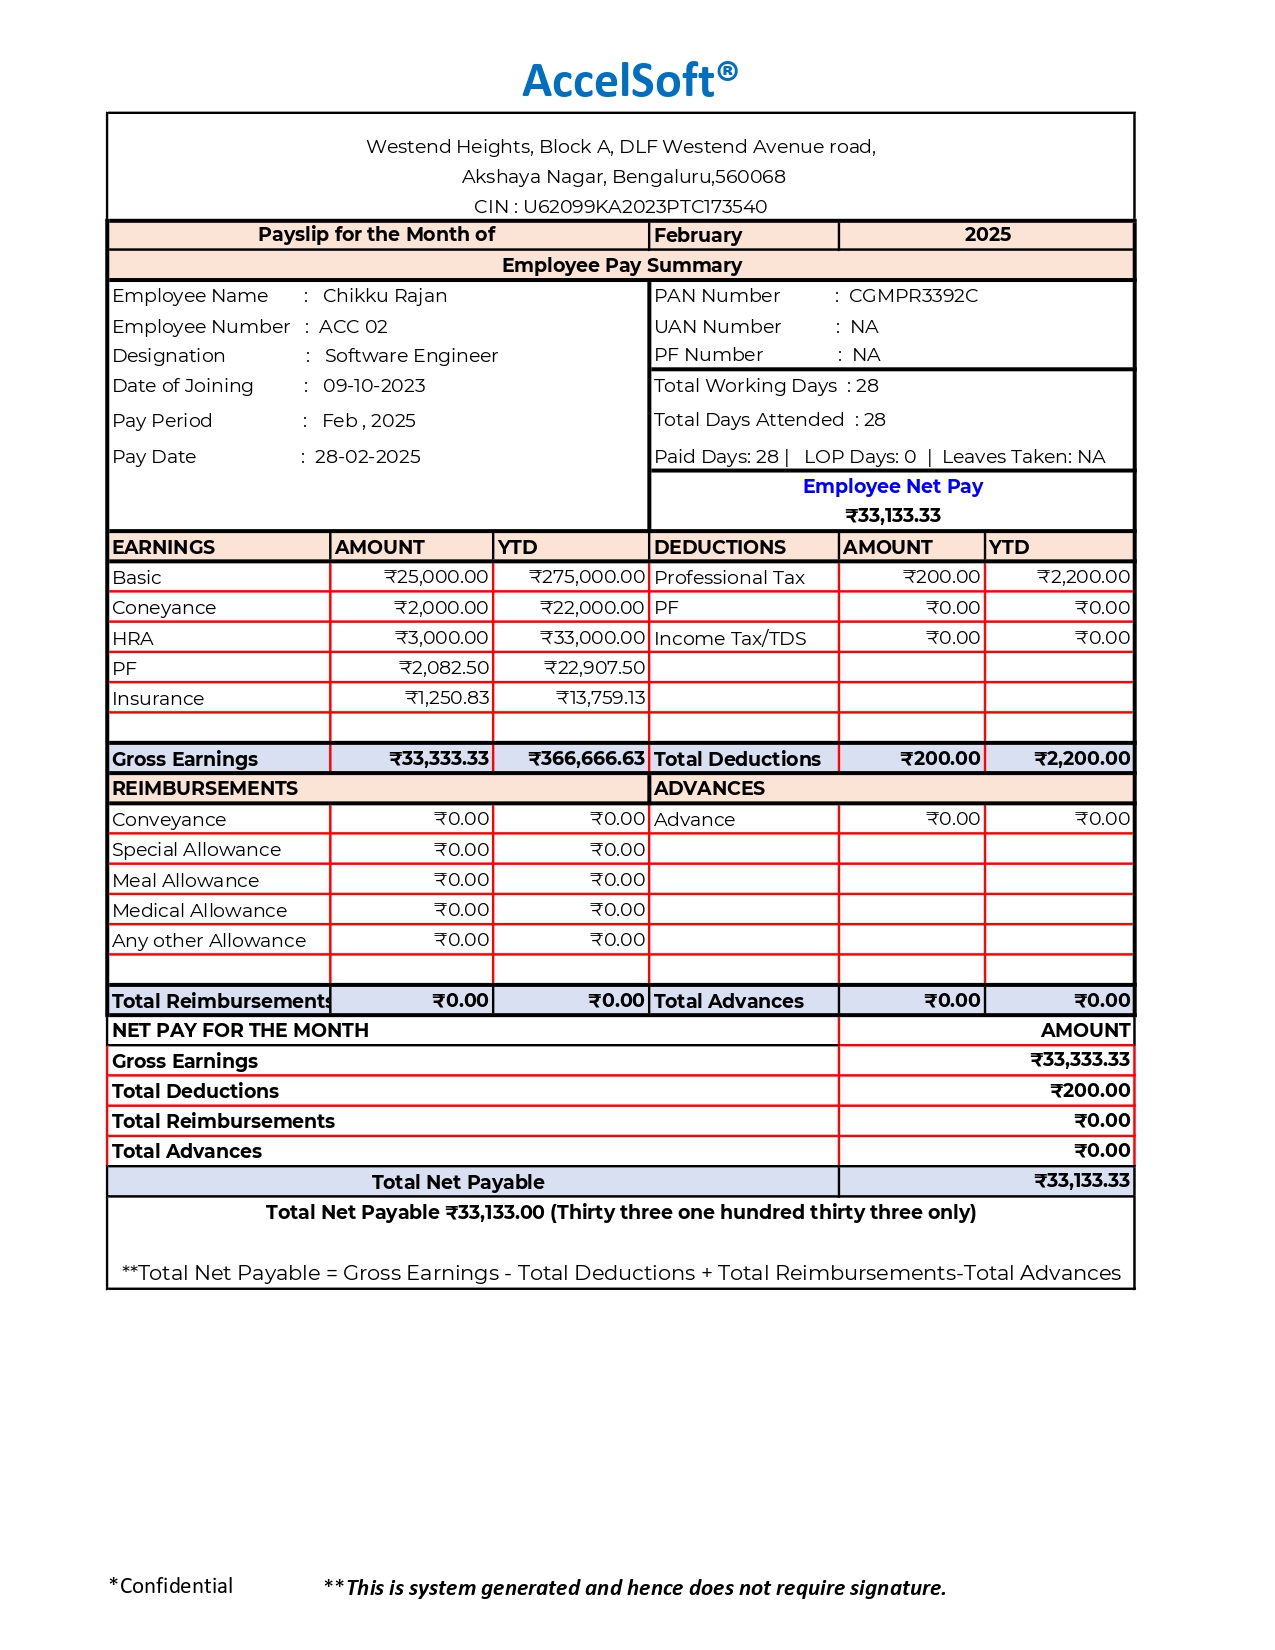 AccelSoft®
Westend Heights, Block A, DLF Westend Avenue road,
Akshaya Nagar, Bengaluru,560068
CIN : U62099KA2023PTC173540
Payslip for the Month of February 2025
Employee Pay Summary
Employee Name : Chikku Rajan PAN Number : CGMPR3392C
Employee Number : ACC 02 UAN Number : NA
Designation : Software Engineer PF Number : NA
Date of Joining : 09-10-2023 Total Working Days : 28
Pay Period : Feb , 2025 Total Days Attended : 28
Pay Date : 28-02-2025 Paid Days: 28 | LOP Days: 0 | Leaves Taken: NA
Employee Net Pay
₹33,133.33
EARNINGS AMOUNT YTD DEDUCTIONS AMOUNT YTD
Basic ₹25,000.00 ₹275,000.00 Professional Tax ₹200.00 ₹2,200.00
Coneyance ₹2,000.00 ₹22,000.00 PF ₹0.00 ₹0.00
HRA ₹3,000.00 ₹33,000.00 Income Tax/TDS ₹0.00 ₹0.00
PF ₹2,082.50 ₹22,907.50
Insurance ₹1,250.83 ₹13,759.13
Gross Earnings ₹33,333.33 ₹366,666.63 Total Deductions ₹200.00 ₹2,200.00
REIMBURSEMENTS ADVANCES
Conveyance ₹0.00 ₹0.00 Advance ₹0.00 ₹0.00
Special Allowance ₹0.00 ₹0.00
Meal Allowance ₹0.00 ₹0.00
Medical Allowance ₹0.00 ₹0.00
Any other Allowance ₹0.00 ₹0.00
Total Reimbursements ₹0.00 ₹0.00 Total Advances ₹0.00 ₹0.00
NET PAY FOR THE MONTH AMOUNT
Gross Earnings ₹33,333.33
Total Deductions ₹200.00
Total Reimbursements ₹0.00
Total Advances ₹0.00
Total Net Payable ₹33,133.33
Total Net Payable ₹33,133.00 (Thirty three one hundred thirty three only)
**Total Net Payable = Gross Earnings - Total Deductions + Total Reimbursements-Total Advances
*Confidential **This is system generated and hence does not require signature.